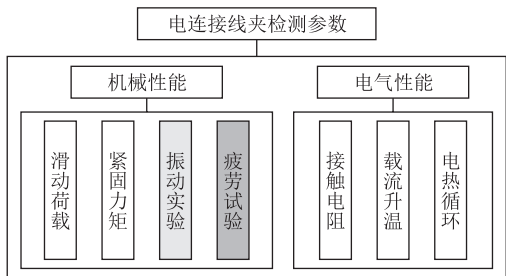 电连接线夹检测参数
机械性能
电气性能
滑动荷载
紧固力矩
振动实验
疲劳试验
接触电阻
载流升温
电热循环